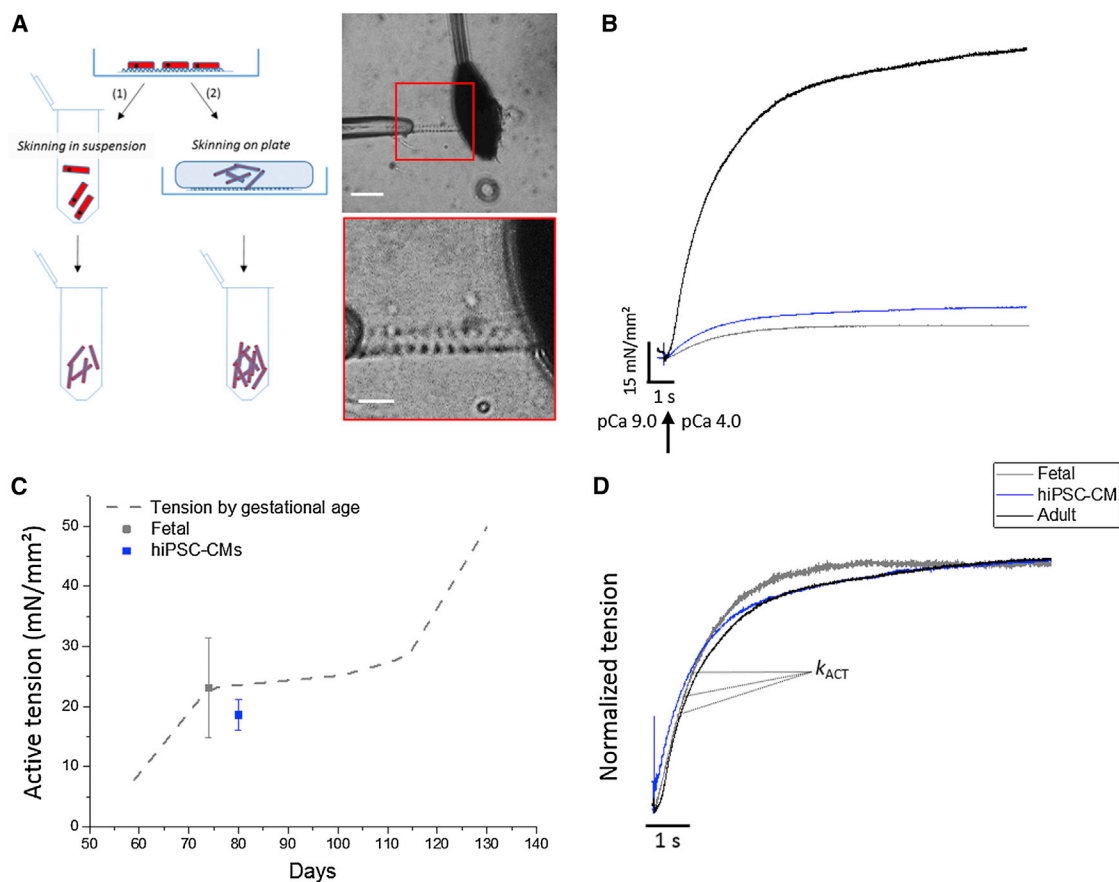 A
(1)
(2)
Skinning in suspension
Skinning on plate
B
15 mN/mm²
1 s
pCa 9.0
pCa 4.0
C
Active tension (mN/mm²)
50
40
30
20
10
0
Tension by gestational age
Fetal
hiPSC-CMs
50 60 70 80 90 100 110 120 130 140
Days
D
Fetal
hiPSC-CM
Adult
Normalized tension
kACT
1 s